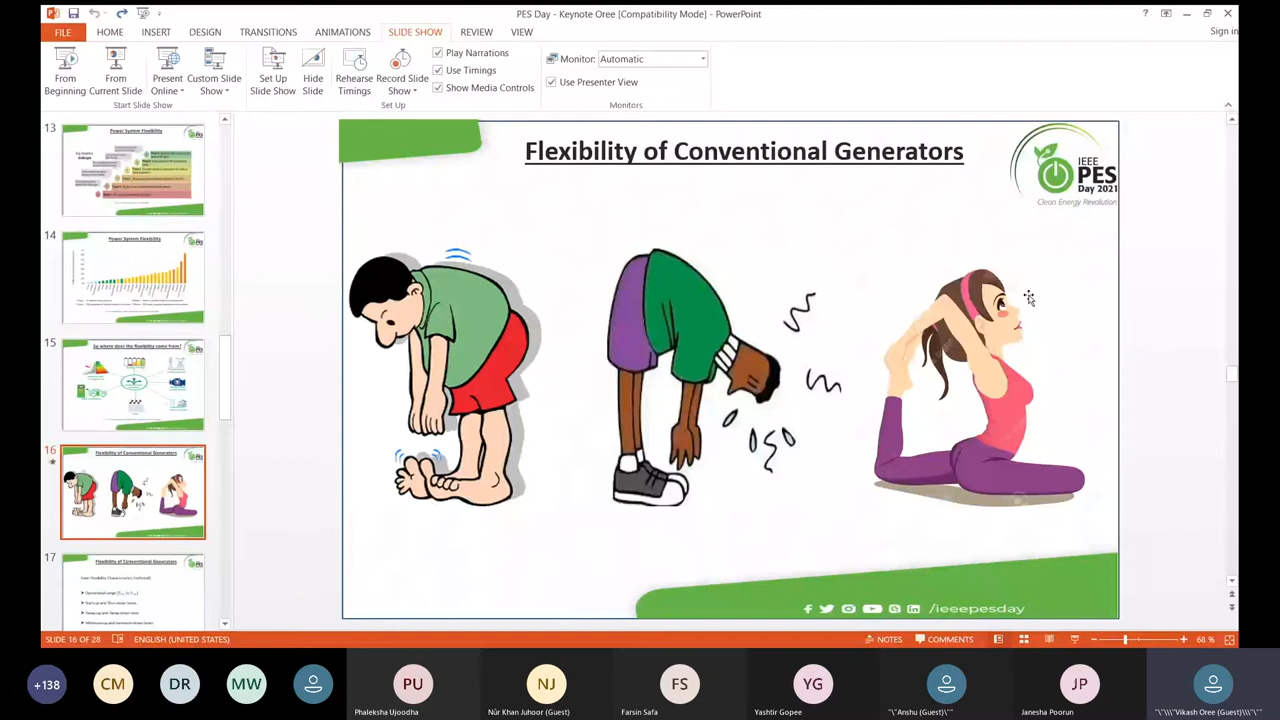 PES Day - Keynote Oree [Compatibility Mode] - PowerPoint
Sign in
FILE HOME INSERT DESIGN TRANSITIONS ANIMATIONS SLIDE SHOW REVIEW VIEW
From Beginning
From Current Slide
Present Online
Custom Slide Show
Set Up Slide Show
Hide Slide
Rehearse Timings
Record Slide Show
Play Narrations
Use Timings
Show Media Controls
Monitor: Automatic
Use Presenter View
Start Slide Show
Set Up
Monitors
13
Power System Flexibility
14
Power System Flexibility
15
So where does the flexibility come from?
16
Flexibility of Conventional Generators
17
Flexibility of Conventional Generators
Flexibility of Conventional Generators
IEEE
PES
Day 2021
Clean Energy Revolution
/ieeepesday
SLIDE 16 OF 28 ENGLISH (UNITED STATES) NOTES COMMENTS 68 %
+138 CM DR MW PU NJ FS YG JP
Phaleksha Ujoodha Nûr Khan Juhoor (Guest) Farsin Safa Yashtir Gopee "\"Anshu (Guest)\"" Janesha Poorun "\"\\\"Vikash Oree (Guest)\\\"\""